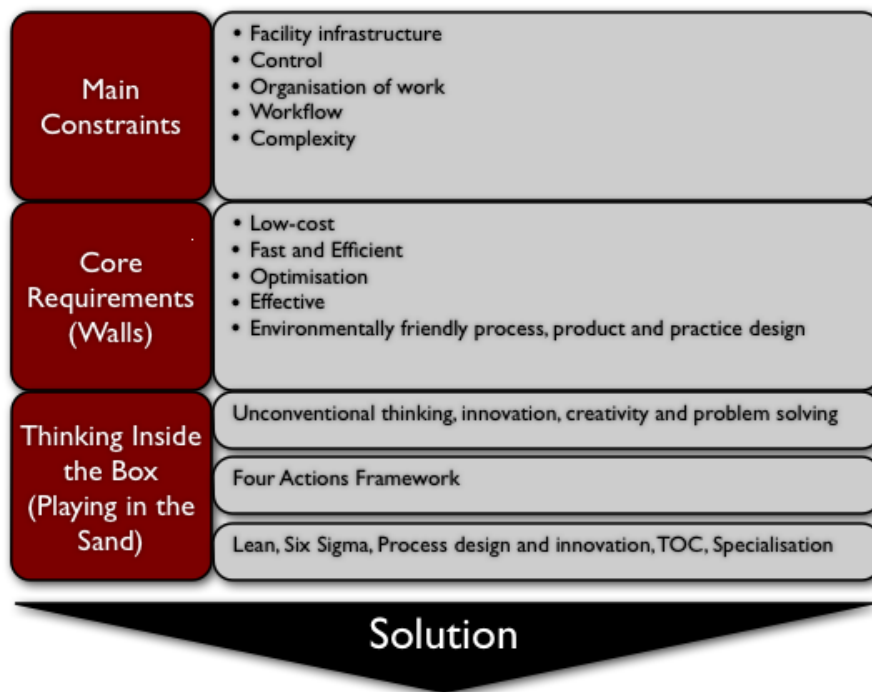 Main
Constraints
• Facility infrastructure
• Control
• Organisation of work
• Workflow
• Complexity
Core
Requirements
(Walls)
• Low-cost
• Fast and Efficient
• Optimisation
• Effective
• Environmentally friendly process, product and practice design
Thinking Inside
the Box
(Playing in the
Sand)
Unconventional thinking, innovation, creativity and problem solving
Four Actions Framework
Lean, Six Sigma, Process design and innovation, TOC, Specialisation
Solution